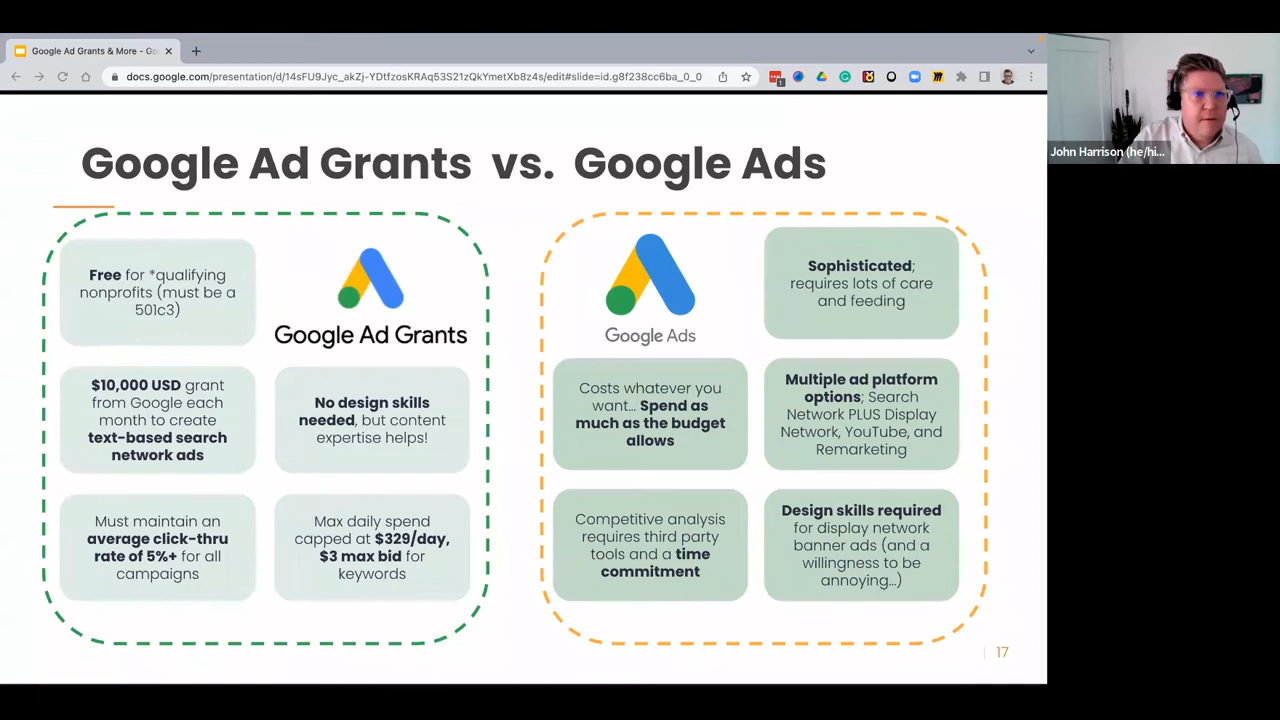 Google Ad Grants & More - Go
docs.google.com/presentation/d/14sFU9Jyc_akZj-YDtfzosKRAq53S21zQkYmetXb8z4s/edit#slide=id.g8f238cc6ba_0_0
John Harrison (he/hi...
Google Ad Grants vs. Google Ads
Free for *qualifying
nonprofits (must be a
501c3)
Google Ad Grants
$10,000 USD grant
from Google each
month to create
text-based search
network ads
No design skills
needed, but content
expertise helps!
Must maintain an
average click-thru
rate of 5%+ for all
campaigns
Max daily spend
capped at $329/day,
$3 max bid for
keywords
Google Ads
Sophisticated;
requires lots of care
and feeding
Costs whatever you
want... Spend as
much as the budget
allows
Multiple ad platform
options; Search
Network PLUS Display
Network, YouTube, and
Remarketing
Competitive analysis
requires third party
tools and a time
commitment
Design skills required
for display network
banner ads (and a
willingness to be
annoying...)
17